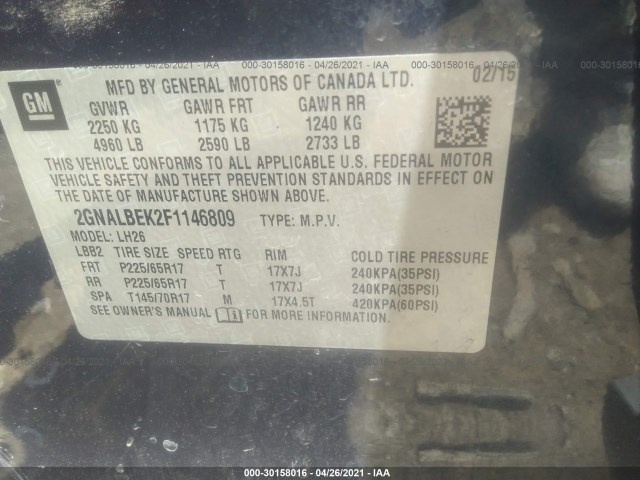 000-30158016 - 04/26/2021 - IAA
GM
MFD BY GENERAL MOTORS OF CANADA LTD. 02/15
GVWR GAWR FRT GAWR RR
2250 KG 1175 KG 1240 KG
4960 LB 2590 LB 2733 LB
THIS VEHICLE CONFORMS TO ALL APPLICABLE U.S. FEDERAL MOTOR
VEHICLE SAFETY AND THEFT PREVENTION STANDARDS IN EFFECT ON
THE DATE OF MANUFACTURE SHOWN ABOVE.
2GNALBEK2F1146809 TYPE: M.P.V.
MODEL: LH26
LBB2 TIRE SIZE SPEED RTG RIM COLD TIRE PRESSURE
FRT P225/65R17 T 17X7J 240KPA(35PSI)
RR P225/65R17 T 17X7J 240KPA(35PSI)
SPA T145/70R17 M 17X4.5T 420KPA(60PSI)
SEE OWNER'S MANUAL FOR MORE INFORMATION.
000-30158016 - 04/26/2021 - IAA